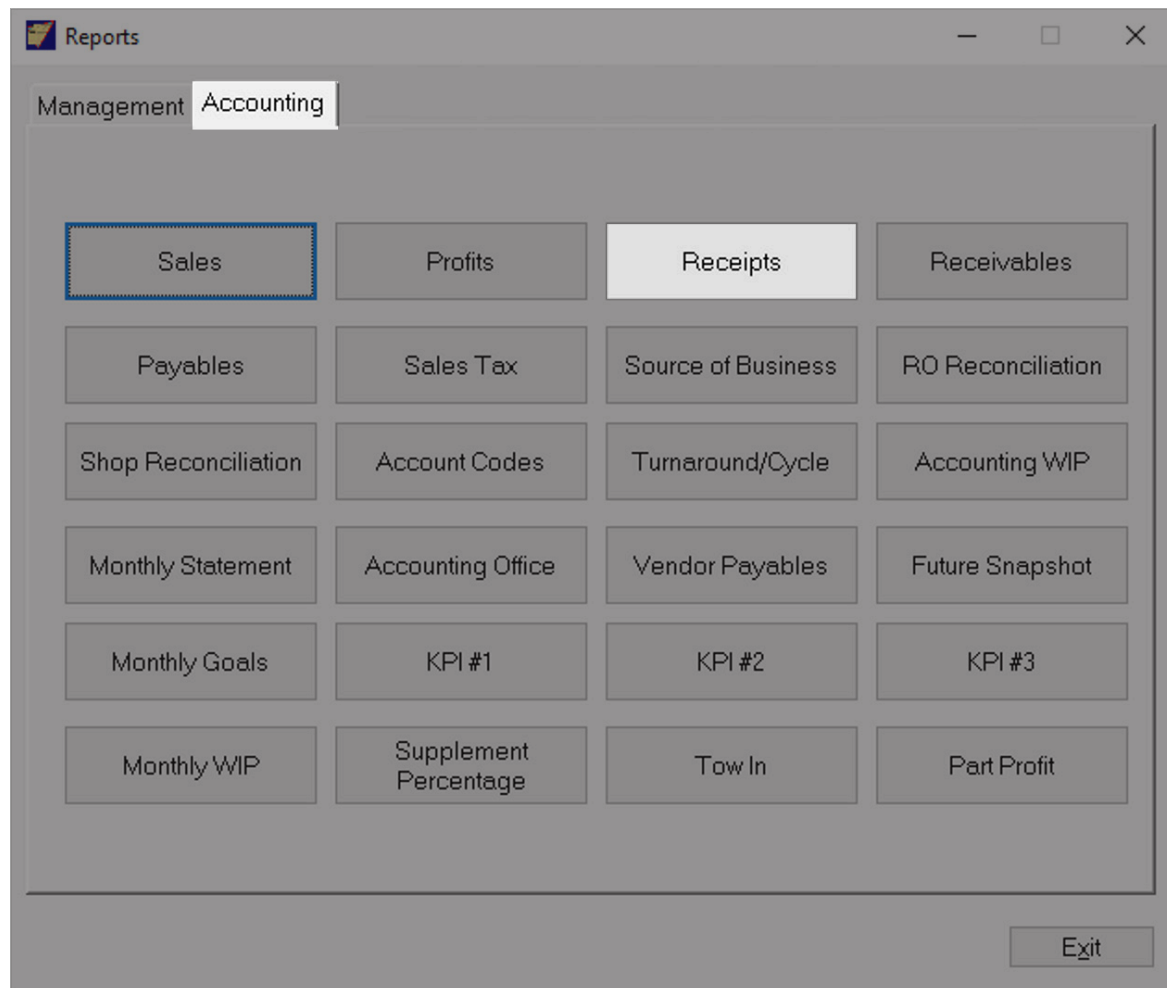 Reports
Management Accounting
Sales Profits Receipts Receivables
Payables Sales Tax Source of Business RO Reconciliation
Shop Reconciliation Account Codes Turnaround/Cycle Accounting WIP
Monthly Statement Accounting Office Vendor Payables Future Snapshot
Monthly Goals KPI #1 KPI #2 KPI #3
Monthly WIP Supplement Percentage Tow In Part Profit
Exit